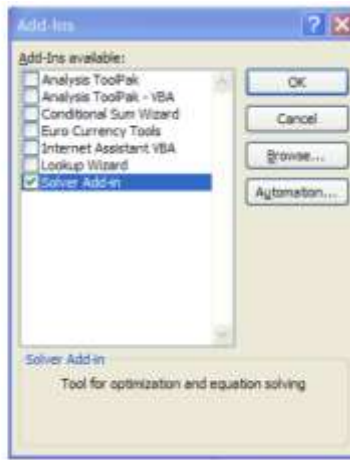 Add-Ins
Add-Ins available:
Analysis ToolPak
Analysis ToolPak - VBA
Conditional Sum Wizard
Euro Currency Tools
Internet Assistant VBA
Lookup Wizard
Solver Add-in
OK
Cancel
Browse...
Automation...
Solver Add-in
Tool for optimization and equation solving